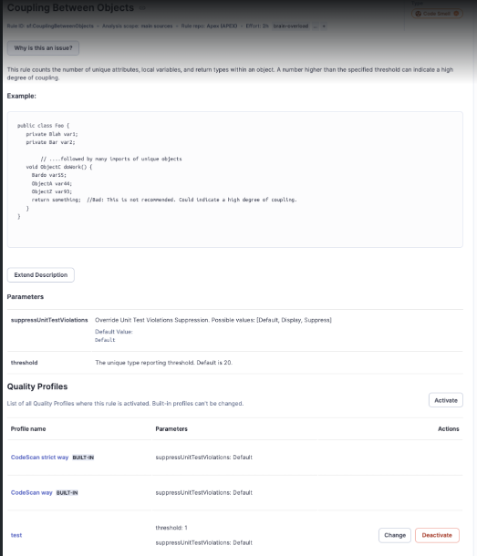 Coupling Between Objects
Code Smell
Why is this an issue?
This rule counts the number of unique attributes, local variables, and return types within an object. A number higher than the specified threshold can indicate a high
degree of coupling.
Example:
public class Foo {
private Blah var1;
private Bar var2;
// ....followed by many imports of unique objects
void ObjectC doWork() {
Bardo var55;
ObjectA var44;
ObjectZ var93;
return something; //Bad: This is not recommended. Could indicate a high degree of coupling.
}
}
Extend Description
Parameters
suppressUnitTestViolations Override Unit Test Violations Suppression. Possible values: [Default, Display, Suppress]
Default Value:
Default
threshold The unique type reporting threshold. Default is 20.
Quality Profiles
List of all Quality Profiles where this rule is activated. Built-in profiles can't be changed.
Activate
Profile name Parameters Actions
CodeScan strict way BUILT-IN suppressUnitTestViolations: Default
CodeScan way BUILT-IN suppressUnitTestViolations: Default
test threshold: 1 Change Deactivate
suppressUnitTestViolations: Default